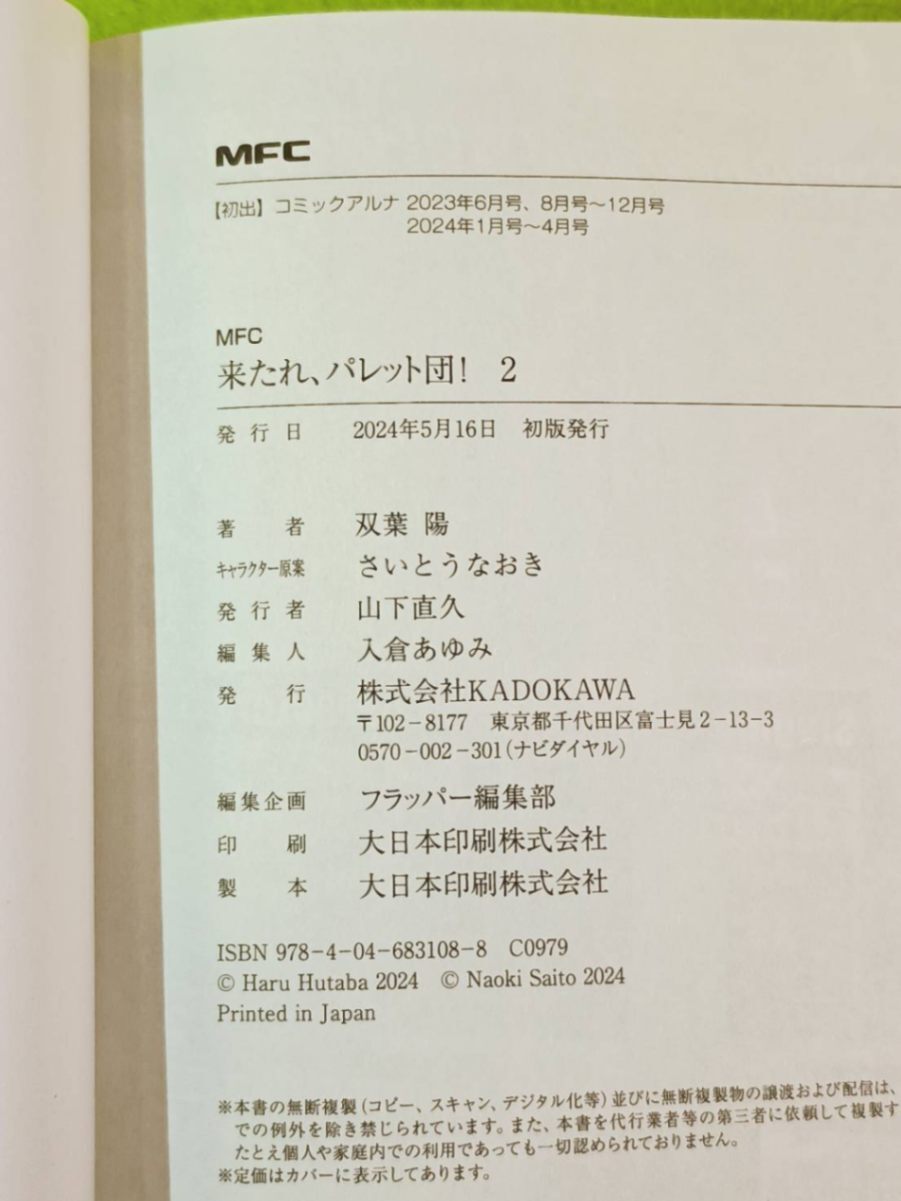 MFC
【初出】 コミックアルナ 2023年6月号、8月号〜12月号
2024年1月号〜4月号
MFC
来たれ、パレット団！ 2
発行日 2024年5月16日 初版発行
著者 双葉 陽
キャラクター原案 さいとうなおき
発行者 山下直久
編集人 入倉あゆみ
発行 株式会社KADOKAWA
〒102-8177 東京都千代田区富士見2-13-3
0570-002-301（ナビダイヤル）
編集企画 フラッパー編集部
印刷 大日本印刷株式会社
製本 大日本印刷株式会社
ISBN 978-4-04-683108-8 C0979
© Haru Hutaba 2024 © Naoki Saito 2024
Printed in Japan
※本書の無断複製（コピー、スキャン、デジタル化等）並びに無断複製物の譲渡および配信は、
での例外を除き禁じられています。また、本書を代行業者等の第三者に依頼して複製す
たとえ個人や家庭内での利用であっても一切認められておりません。
※定価はカバーに表示してあります。